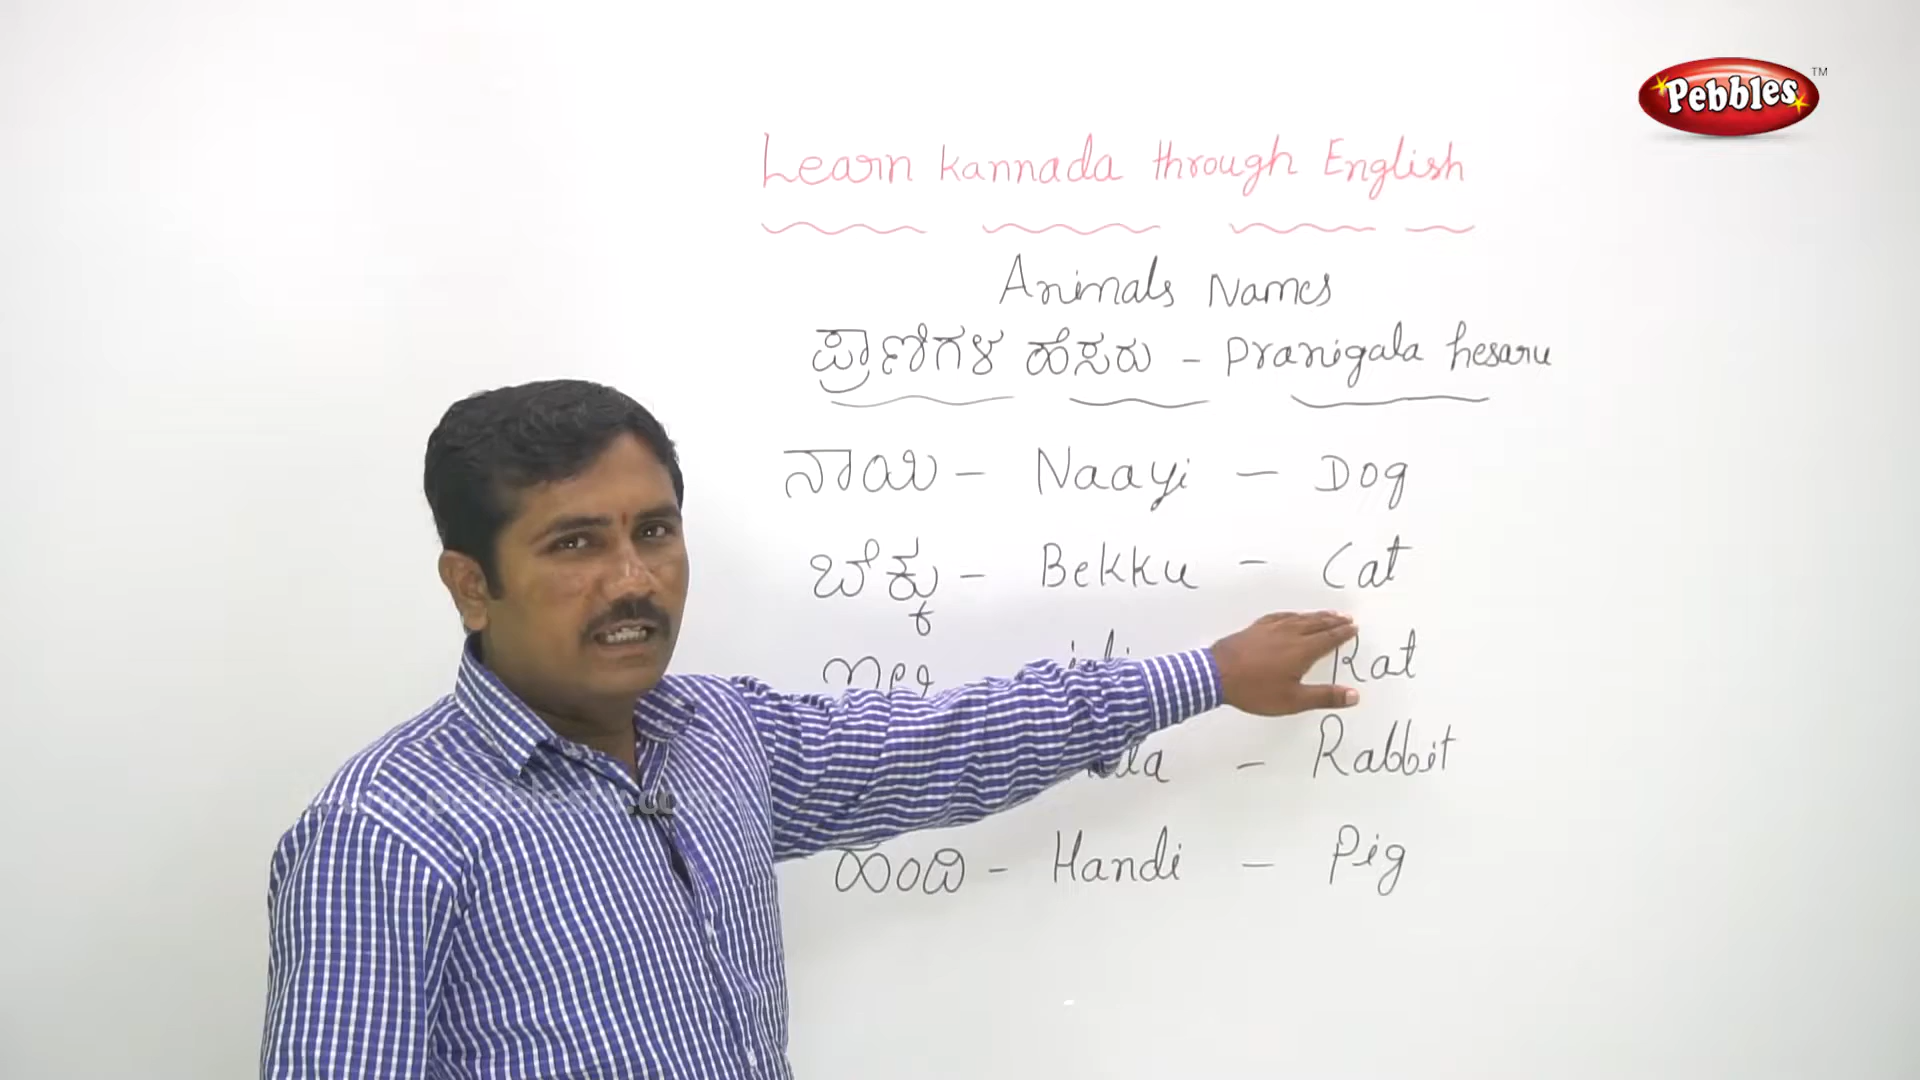 Pebbles TM
Learn Kannada through English
Animals Names
ಪ್ರಾಣಿಗಳ ಹೆಸರು - Pranigala hesaru
ನಾಯಿ - Naayi - Dog
ಬೆಕ್ಕು - Bekku - Cat
Rat
- Rabbit
ಹಂದಿ - Handi - Pig